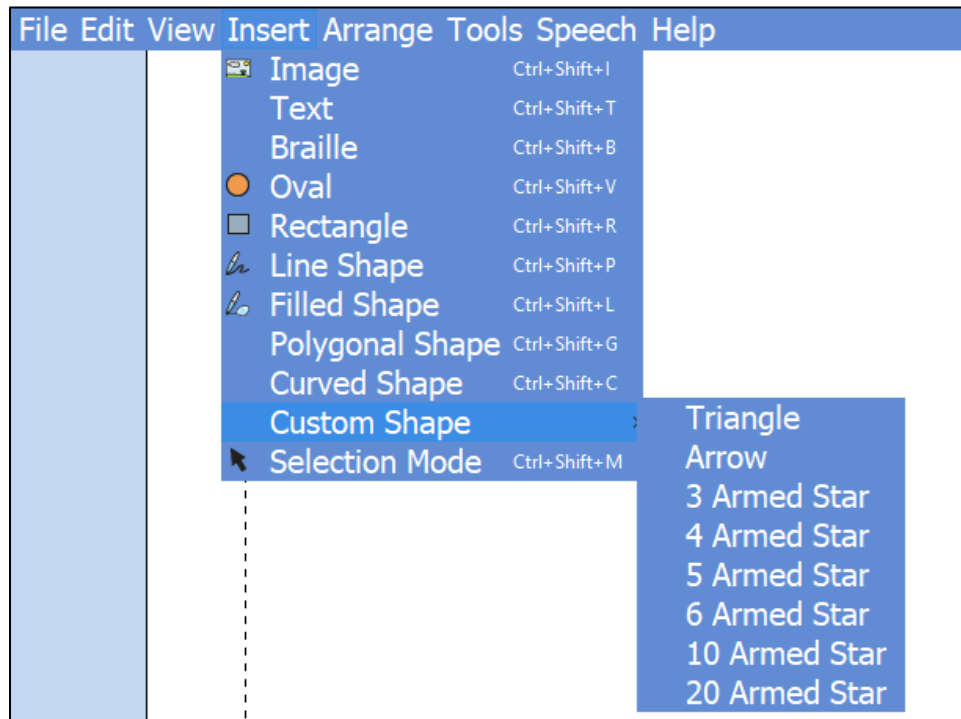 File Edit View Insert Arrange Tools Speech Help
Image Ctrl+Shift+I
Text Ctrl+Shift+T
Braille Ctrl+Shift+B
Oval Ctrl+Shift+V
Rectangle Ctrl+Shift+R
Line Shape Ctrl+Shift+P
Filled Shape Ctrl+Shift+L
Polygonal Shape Ctrl+Shift+G
Curved Shape Ctrl+Shift+C
Custom Shape
Selection Mode Ctrl+Shift+M
Triangle
Arrow
3 Armed Star
4 Armed Star
5 Armed Star
6 Armed Star
10 Armed Star
20 Armed Star